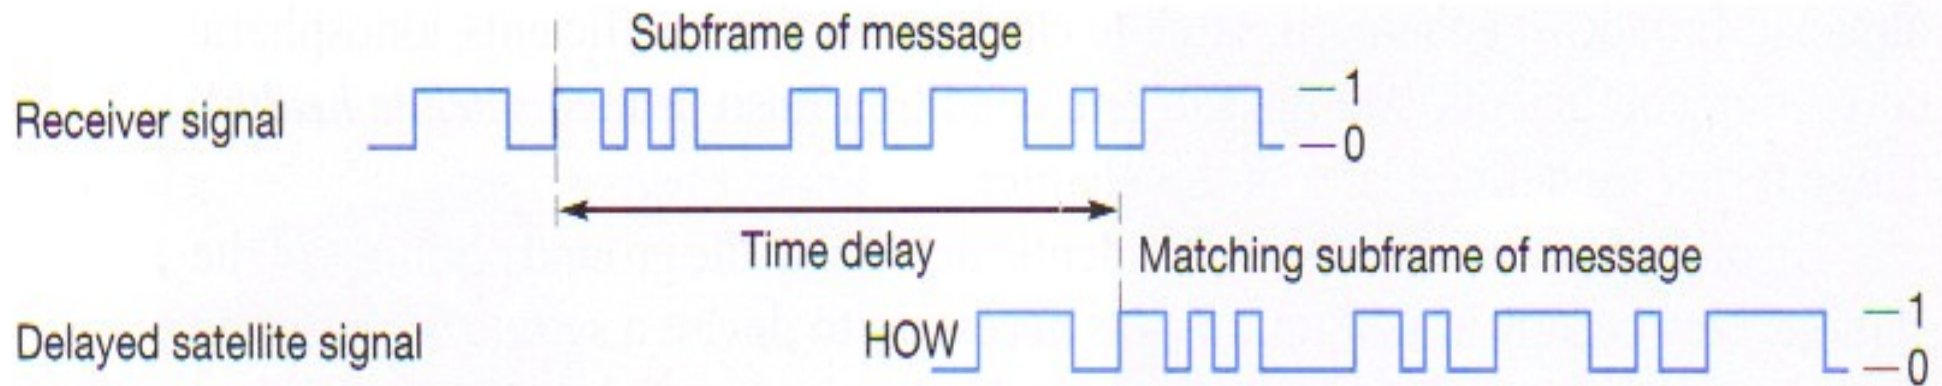 Subframe of message
Receiver signal
1
0
Time delay
Matching subframe of message
Delayed satellite signal
HOW
1
0